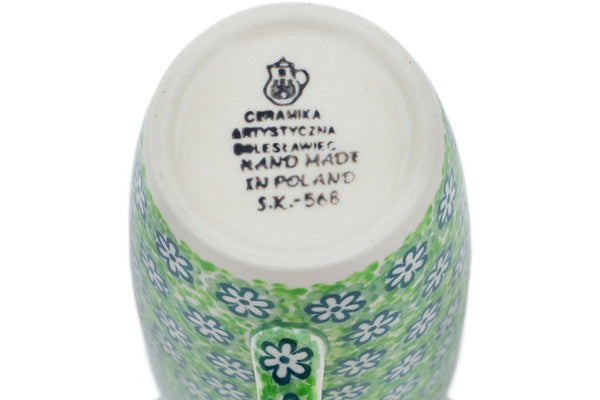 CERAMIKA
ARTYSTYCZNA
BOLESŁAWIEC
HAND MADE
IN POLAND
S.K.-568